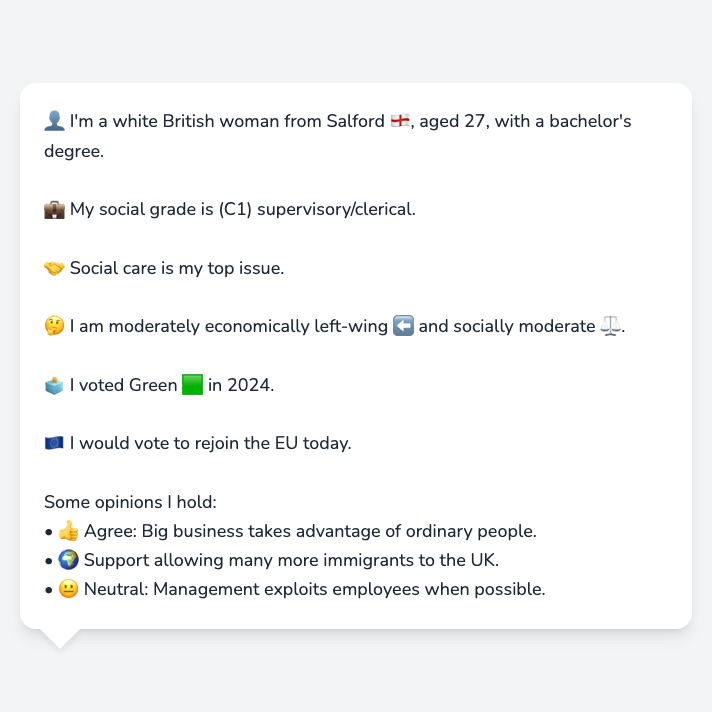 👤 I'm a white British woman from Salford 🏴󠁧󠁢󠁥󠁮󠁧󠁿, aged 27, with a bachelor's
degree.
💼 My social grade is (C1) supervisory/clerical.
🤝 Social care is my top issue.
🤔 I am moderately economically left-wing ⬅️ and socially moderate ⚖️.
🗳️ I voted Green 🟩 in 2024.
🇪🇺 I would vote to rejoin the EU today.
Some opinions I hold:
• 👍 Agree: Big business takes advantage of ordinary people.
• 🌍 Support allowing many more immigrants to the UK.
• 😐 Neutral: Management exploits employees when possible.